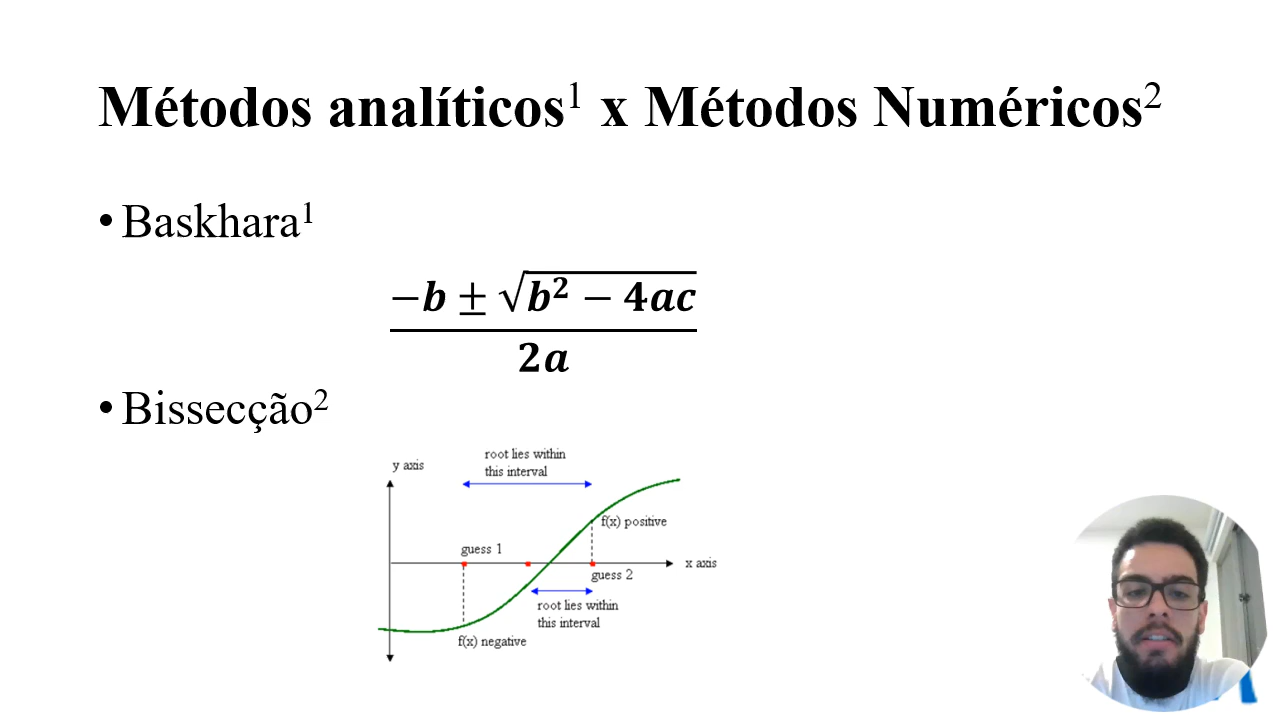 Métodos analíticos¹ x Métodos Numéricos²
• Baskhara¹
−b ± √b² − 4ac
2a
• Bissecção²
root lies within
this interval
y axis
f(x) positive
guess 1
x axis
guess 2
root lies within
this interval
f(x) negative